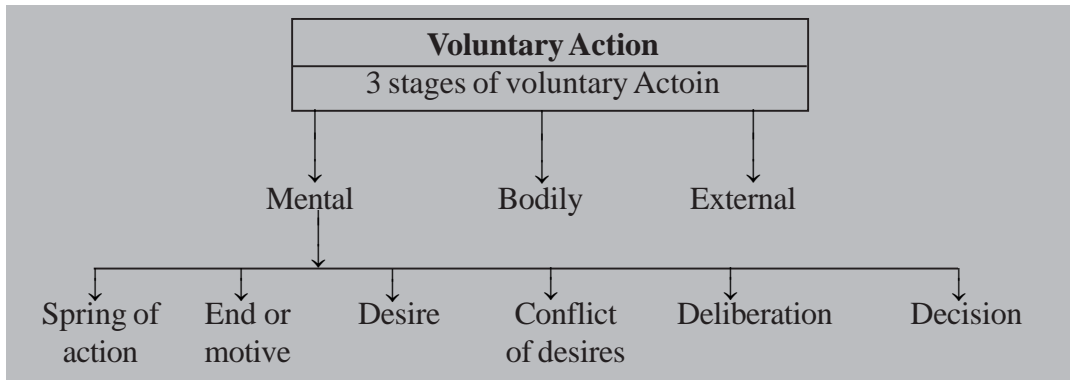 Voluntary Action
3 stages of voluntary Actoin
Mental
Bodily
External
Spring of
action
End or
motive
Desire
Conflict
of desires
Deliberation
Decision